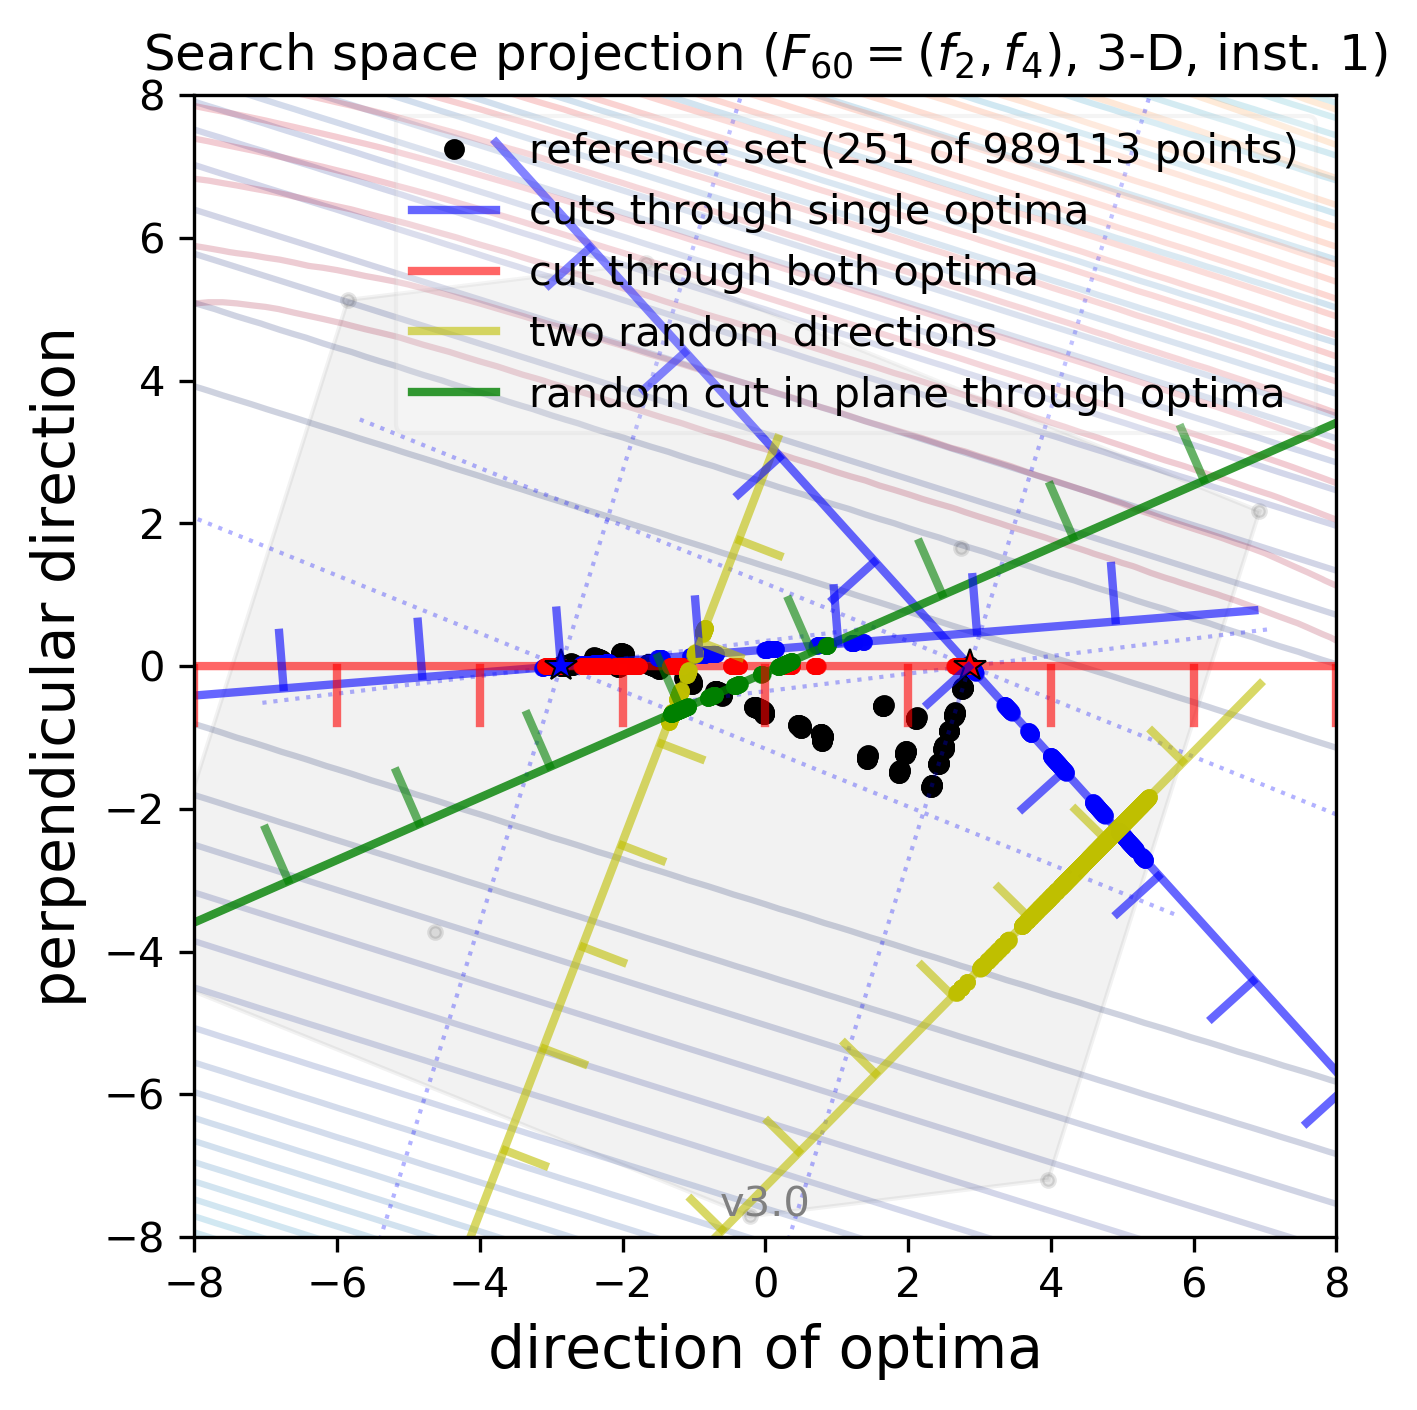 Search space projection (F60 = (f2, f4), 3-D, inst. 1)
reference set (251 of 989113 points)
cuts through single optima
cut through both optima
two random directions
random cut in plane through optima
perpendicular direction
8
6
4
2
0
−2
−4
−6
−8
v3.0
−8 −6 −4 −2 0 2 4 6 8
direction of optima